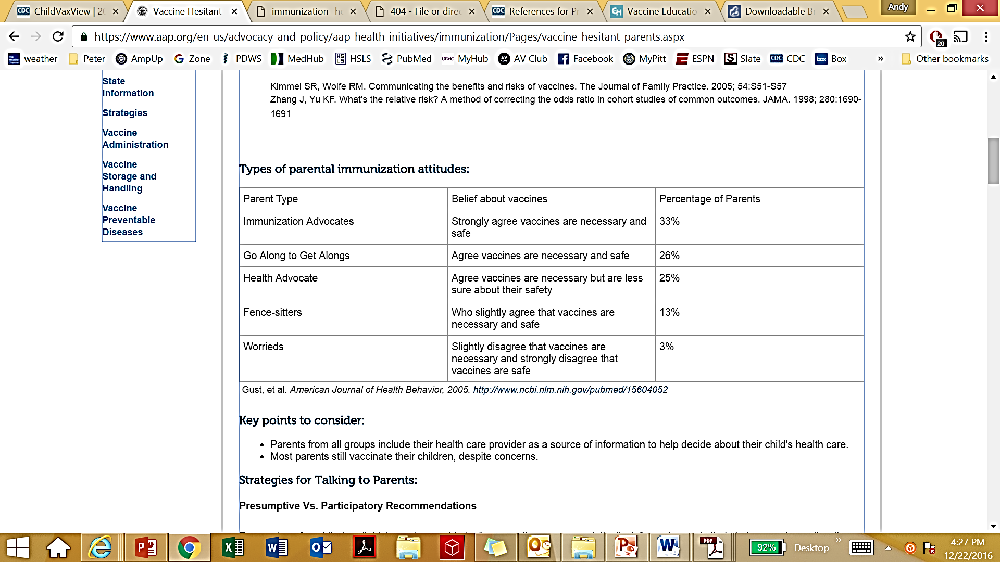 ChildVaxView | 20
Vaccine Hesitant
immunization _he
404 - File or direc
References for Pr
Vaccine Educatio
Downloadable B
Andy
https://www.aap.org/en-us/advocacy-and-policy/aap-health-initiatives/immunization/Pages/vaccine-hesitant-parents.aspx
20
weather
Peter
AmpUp
Zone
PDWS
MedHub
HSLS
PubMed
MyHub
AV Club
Facebook
MyPitt
ESPN
Slate
CDC
Box
»
Other bookmarks
State
Information
Strategies
Vaccine
Administration
Vaccine
Storage and
Handling
Vaccine
Preventable
Diseases
Kimmel SR, Wolfe RM. Communicating the benefits and risks of vaccines. The Journal of Family Practice. 2005; 54:S51-S57
Zhang J, Yu KF. What's the relative risk? A method of correcting the odds ratio in cohort studies of common outcomes. JAMA. 1998; 280:1690-
1691
Types of parental immunization attitudes:
Parent Type
Belief about vaccines
Percentage of Parents
Immunization Advocates
Strongly agree vaccines are necessary and
safe
33%
Go Along to Get Alongs
Agree vaccines are necessary and safe
26%
Health Advocate
Agree vaccines are necessary but are less
sure about their safety
25%
Fence-sitters
Who slightly agree that vaccines are
necessary and safe
13%
Worrieds
Slightly disagree that vaccines are
necessary and strongly disagree that
vaccines are safe
3%
Gust, et al. American Journal of Health Behavior, 2005. http://www.ncbi.nlm.nih.gov/pubmed/15604052
Key points to consider:
• Parents from all groups include their health care provider as a source of information to help decide about their child's health care.
• Most parents still vaccinate their children, despite concerns.
Strategies for Talking to Parents:
Presumptive Vs. Participatory Recommendations
92%
Desktop
»
4:27 PM
12/22/2016